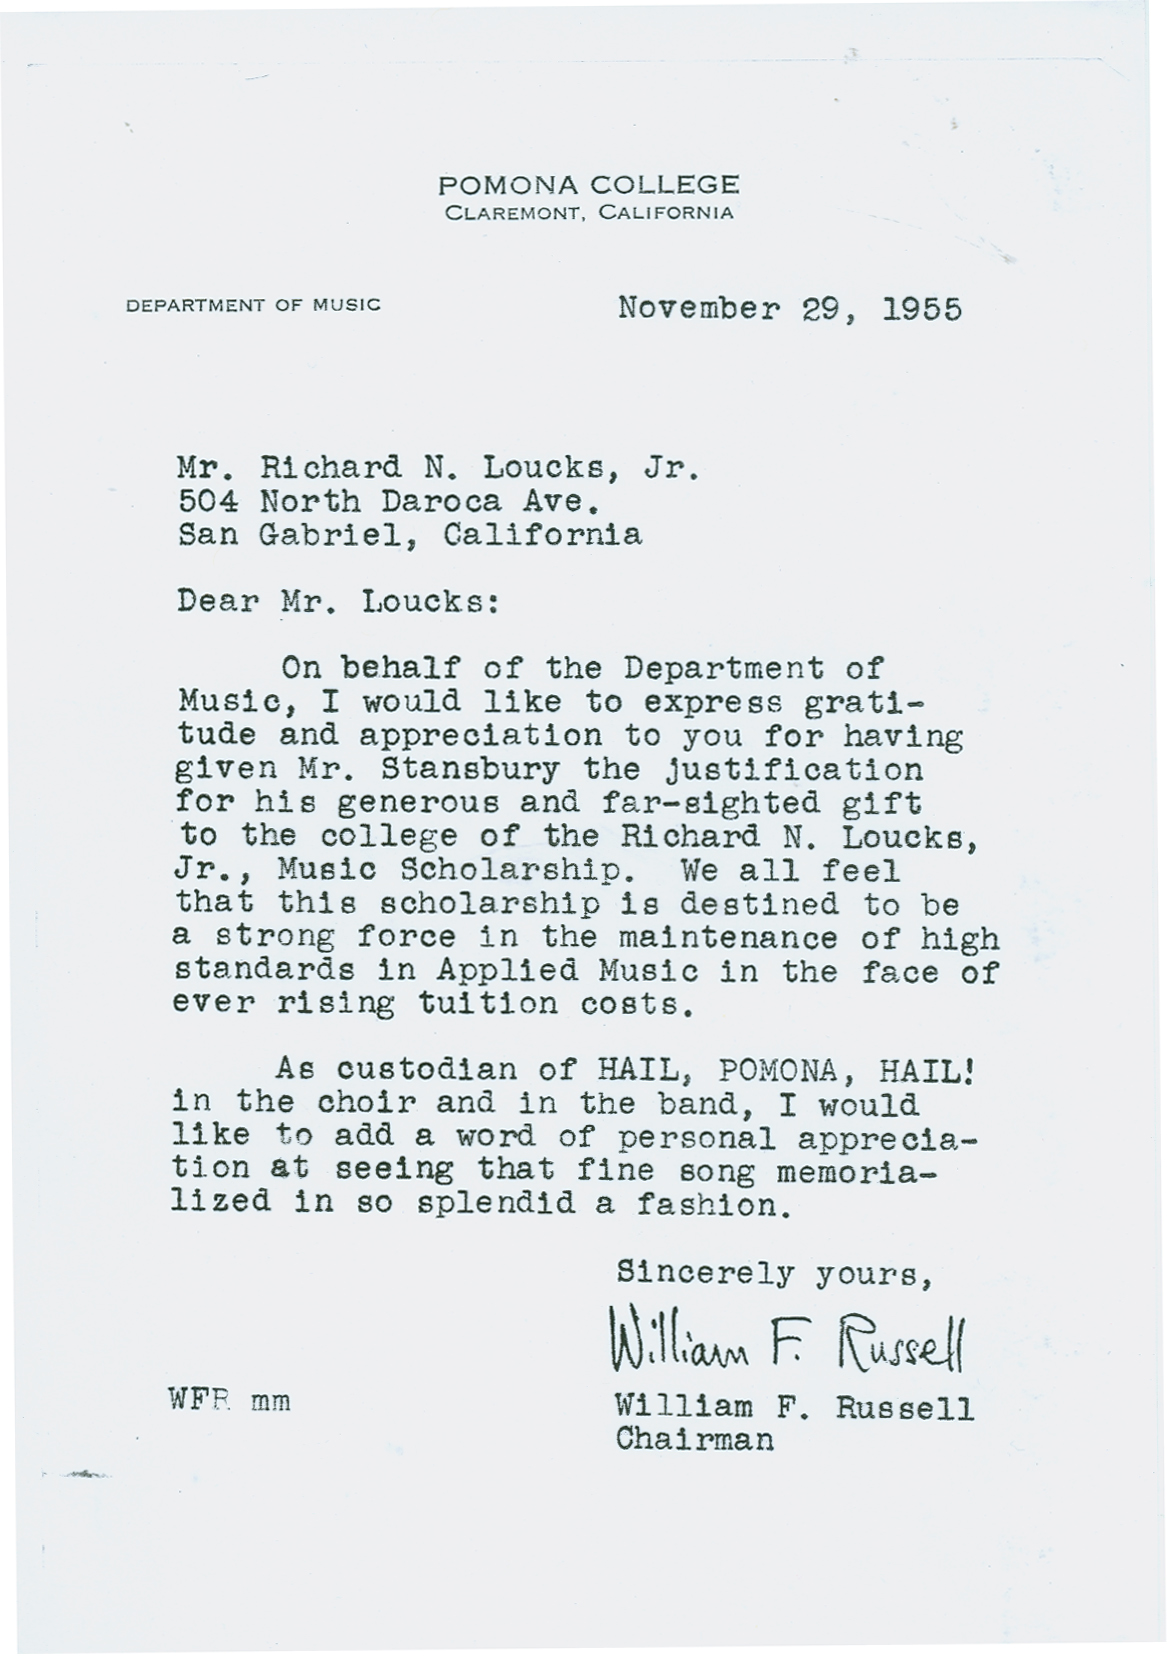 POMONA COLLEGE
CLAREMONT, CALIFORNIA
DEPARTMENT OF MUSIC
November 29, 1955
Mr. Richard N. Loucks, Jr.
504 North Daroca Ave.
San Gabriel, California
Dear Mr. Loucks:
On behalf of the Department of
Music, I would like to express grati-
tude and appreciation to you for having
given Mr. Stansbury the justification
for his generous and far-sighted gift
to the college of the Richard N. Loucks,
Jr., Music Scholarship. We all feel
that this scholarship is destined to be
a strong force in the maintenance of high
standards in Applied Music in the face of
ever rising tuition costs.
As custodian of HAIL, POMONA, HAIL!
in the choir and in the band, I would
like to add a word of personal apprecia-
tion at seeing that fine song memoria-
lized in so splendid a fashion.
Sincerely yours,
William F. Russell
WFR mm
William F. Russell
Chairman